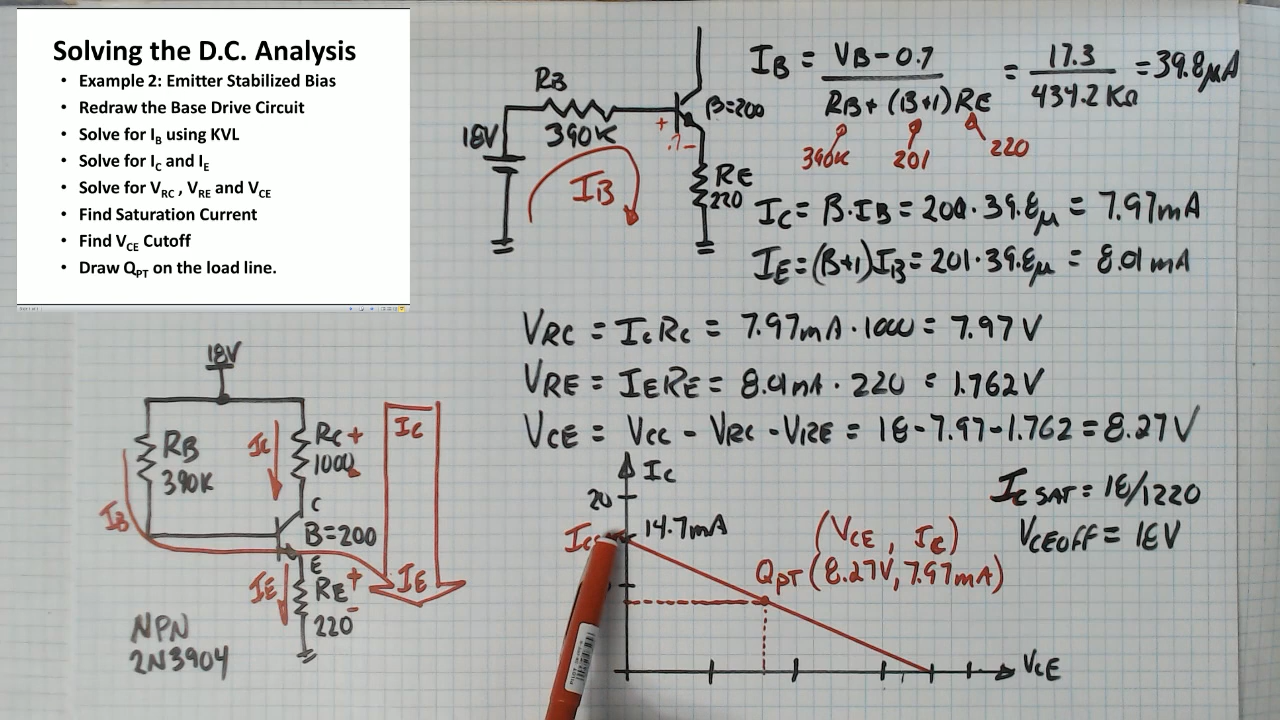 Solving the D.C. Analysis
• Example 2: Emitter Stabilized Bias
• Redraw the Base Drive Circuit
• Solve for IB using KVL
• Solve for IC and IE
• Solve for VRC , VRE and VCE
• Find Saturation Current
• Find VCE Cutoff
• Draw QPT on the load line.
RB
390K
18V
β=200
+ .7 -
IB
RE
220
IB = VB-0.7 / RB + (β+1)RE = 17.3 / 434.2 KΩ = 39.8µA
390K 201 220
IC = β·IB = 200·39.8µ = 7.97mA
IE = (β+1)IB = 201·39.8µ = 8.01mA
VRC = ICRC = 7.97mA·1000 = 7.97V
VRE = IERE = 8.01mA·220 = 1.762V
VCE = VCC - VRC - VRE = 18-7.97-1.762 = 8.27V
18V
RB
390K
IC
RC +
1000 -
IC
C
IB
B=200
E
IE
RE +
220 -
IE
NPN
2N3904
IC
20
14.7mA
IC SAT = 18/1220
VCEOFF = 18V
(VCE , IC)
QPT (8.27V, 7.97mA)
VCE